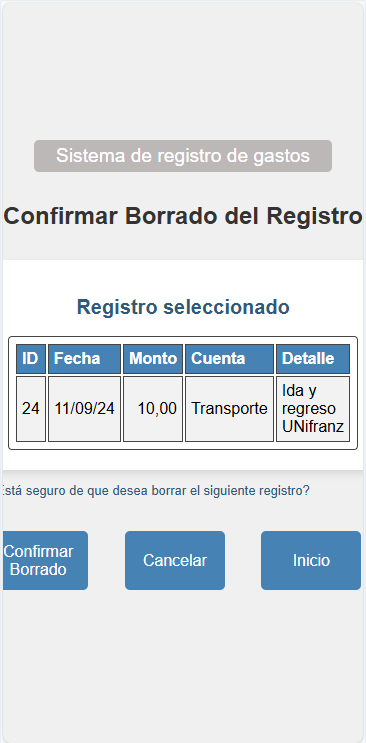 Sistema de registro de gastos
Confirmar Borrado del Registro
Registro seleccionado
ID Fecha Monto Cuenta Detalle
24 11/09/24 10,00 Transporte Ida y
regreso
UNifranz
Está seguro de que desea borrar el siguiente registro?
Confirmar
Borrado
Cancelar
Inicio